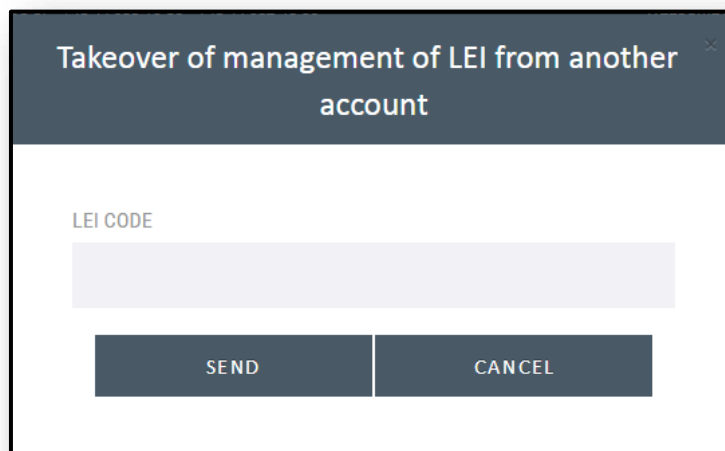 Takeover of management of LEI from another
account
LEI CODE
SEND
CANCEL